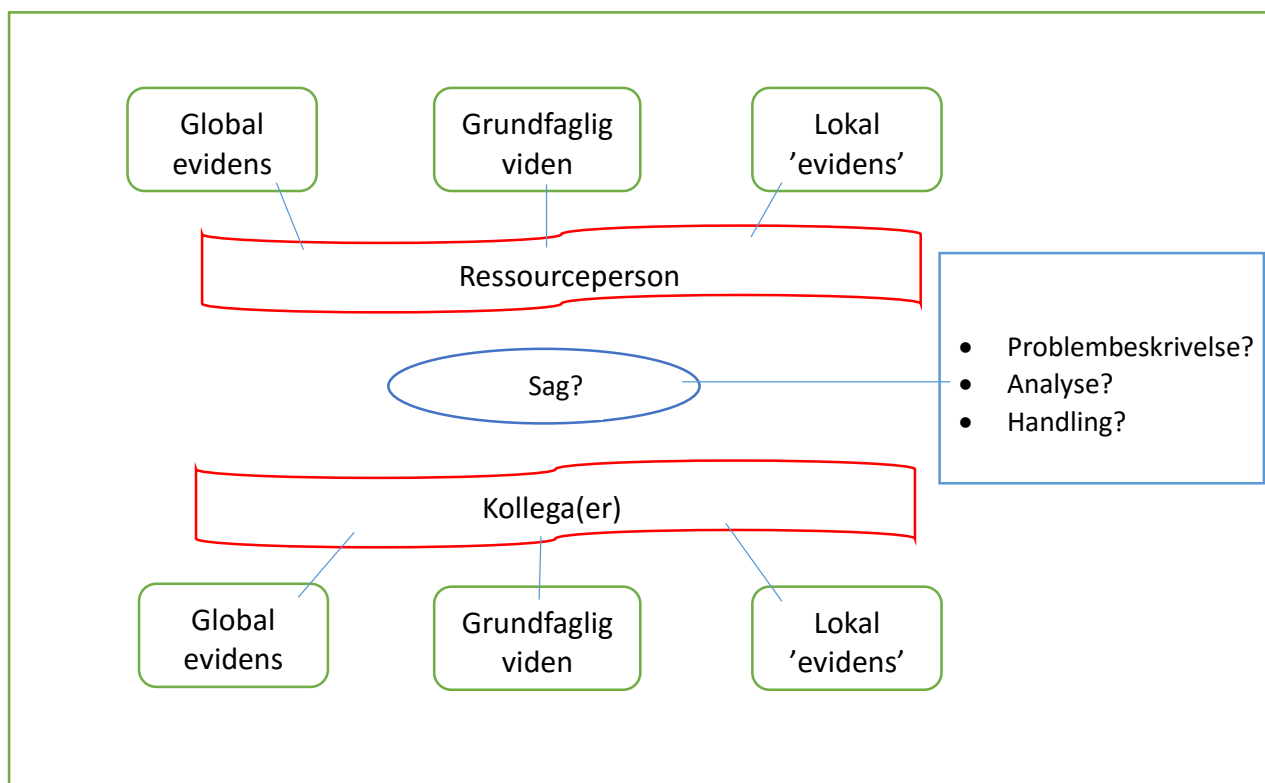 Global
evidens
Grundfaglig
viden
Lokal
’evidens’
Ressourceperson
Sag?
• Problembeskrivelse?
• Analyse?
• Handling?
Kollega(er)
Global
evidens
Grundfaglig
viden
Lokal
’evidens’